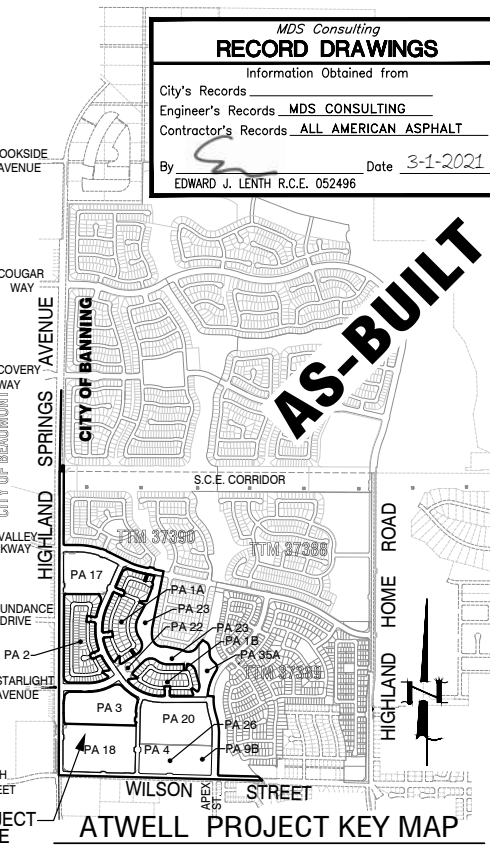 MDS Consulting
RECORD DRAWINGS
Information Obtained from
City's Records
Engineer's Records MDS CONSULTING
Contractor's Records ALL AMERICAN ASPHALT
By Date 3-1-2021
EDWARD J. LENTH R.C.E. 052496
AS-BUILT
OOKSIDE
AVENUE
COUGAR
WAY
COVERY
WAY
HIGHLAND SPRINGS AVENUE
CITY OF BANNING
CITY OF BEAUMONT
S.C.E. CORRIDOR
VALLEY
KWAY
TTM 37390
TTM 37388
PA 17
PA 1A
PA 23
UNDANCE
DRIVE
PA 22
PA 23
PA 1B
PA 2
PA 35A
TTM 37389
STARLIGHT
AVENUE
PA 3
PA 20
PA 26
PA 18
PA 4
PA 9B
HIGHLAND HOME ROAD
N
H
EET
WILSON STREET
APEX
ST.
JECT
E
ATWELL PROJECT KEY MAP